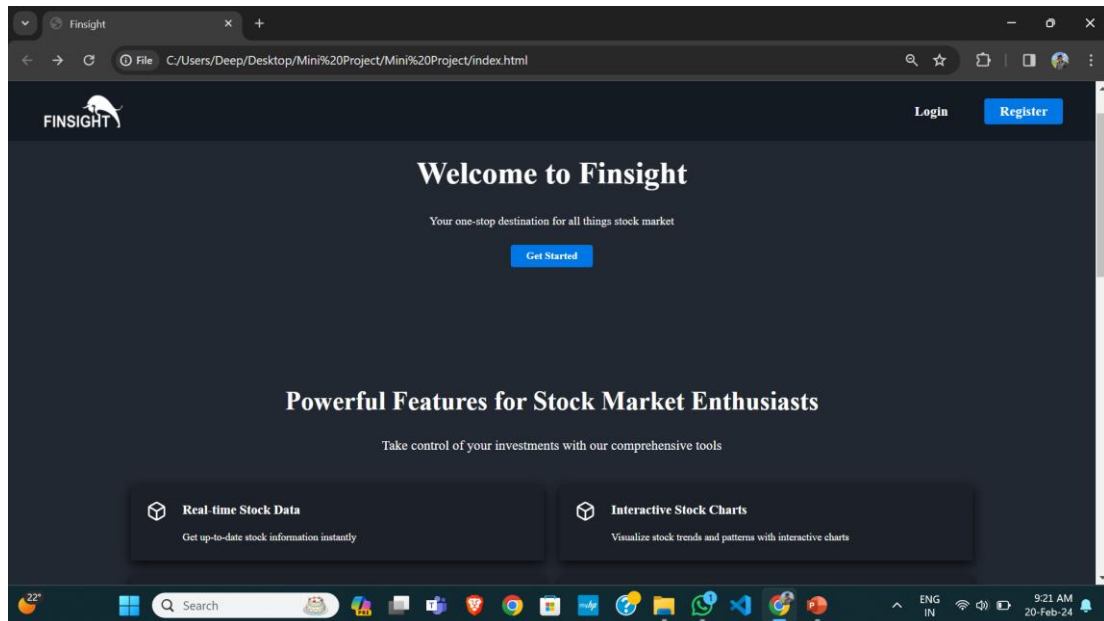 Finsight
File C:/Users/Deep/Desktop/Mini%20Project/Mini%20Project/index.html
FINSIGHT
Login
Register
Welcome to Finsight
Your one-stop destination for all things stock market
Get Started
Powerful Features for Stock Market Enthusiasts
Take control of your investments with our comprehensive tools
Real-time Stock Data
Get up-to-date stock information instantly
Interactive Stock Charts
Visualize stock trends and patterns with interactive charts
22°
Search
PRE
1
ENG
IN
9:21 AM
20-Feb-24